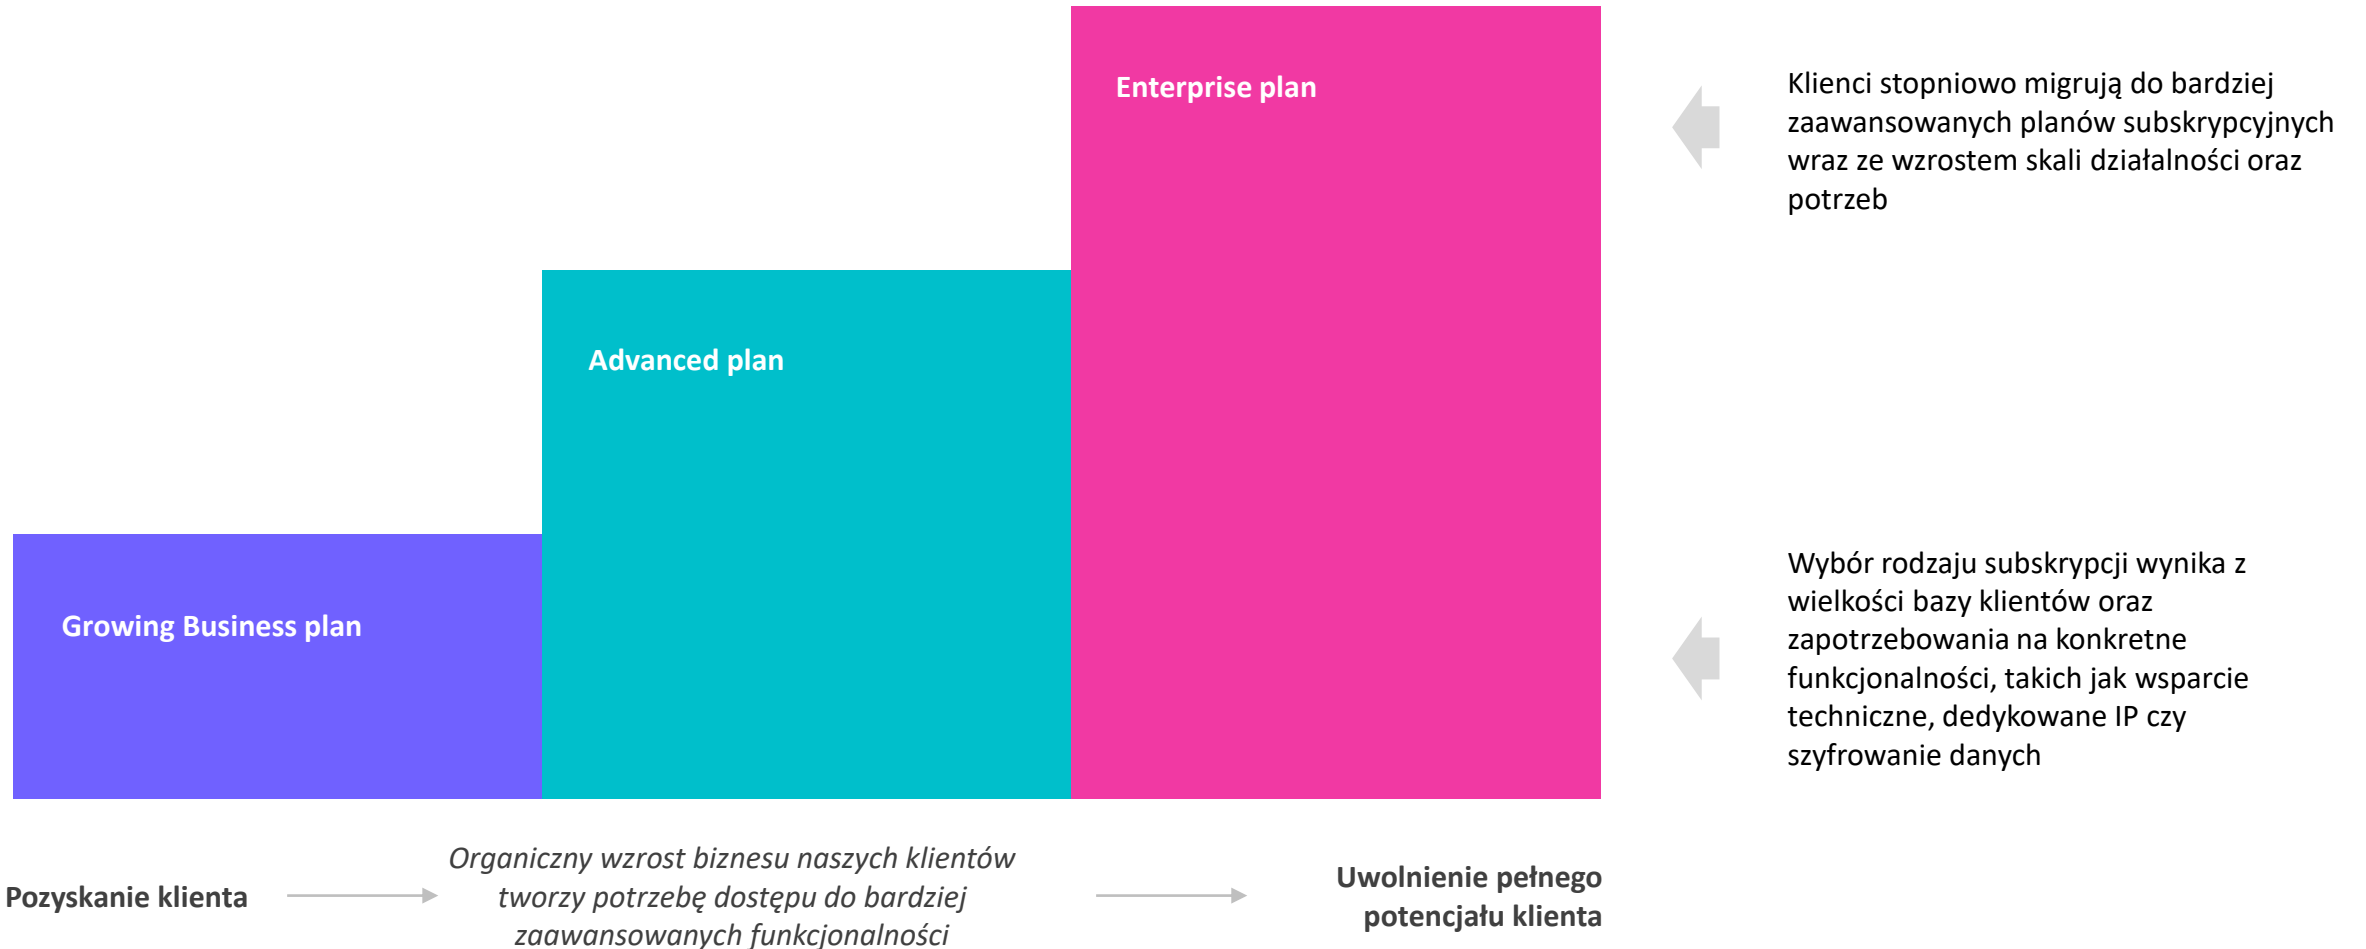 Enterprise plan
Klienci stopniowo migrują do bardziej
zaawansowanych planów subskrypcyjnych
wraz ze wzrostem skali działalności oraz
potrzeb
Advanced plan
Growing Business plan
Wybór rodzaju subskrypcji wynika z
wielkości bazy klientów oraz
zapotrzebowania na konkretne
funkcjonalności, takich jak wsparcie
techniczne, dedykowane IP czy
szyfrowanie danych
Pozyskanie klienta
Organiczny wzrost biznesu naszych klientów
tworzy potrzebę dostępu do bardziej
zaawansowanych funkcjonalności
Uwolnienie pełnego
potencjału klienta